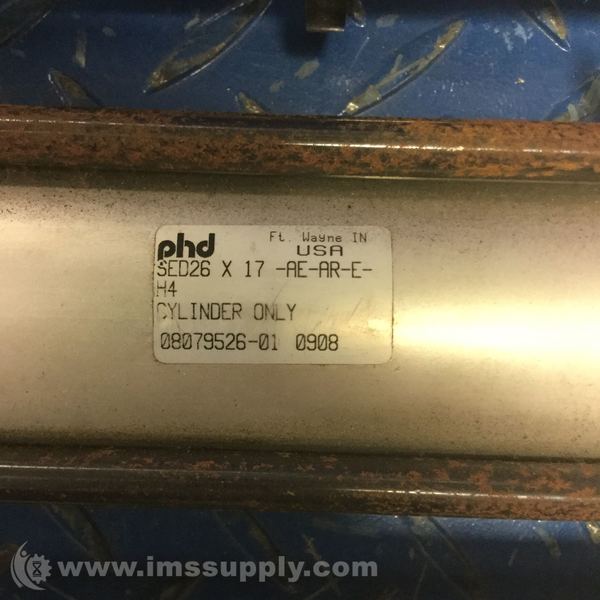 phd Ft. Wayne IN
USA
SED26 X 17 -AE-AR-E-
H4
CYLINDER ONLY
08079526-01 0908
www.imssupply.com